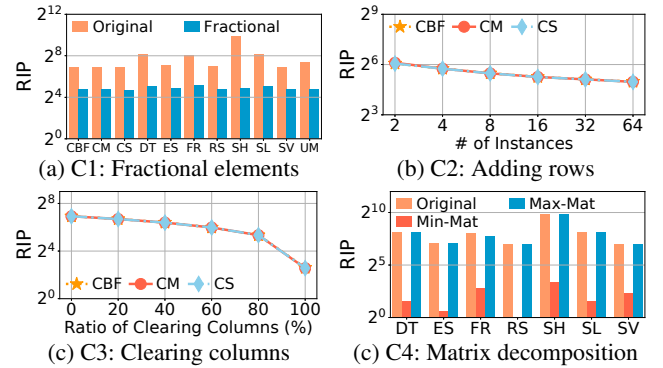 2^12
2^8
2^4
2^0
RIP
Original Fractional
CBF CM CS DT ES FR RS SH SL SV UM
(a) C1: Fractional elements
2^9
2^6
2^3
RIP
CBF CM CS
2 4 8 16 32 64
# of Instances
(b) C2: Adding rows
2^8
2^4
2^0
RIP
CBF CM CS
0 20 40 60 80 100
Ratio of Clearing Columns (%)
(c) C3: Clearing columns
2^10
2^5
2^0
RIP
Original Max-Mat
Min-Mat
DT ES FR RS SH SL SV
(c) C4: Matrix decomposition